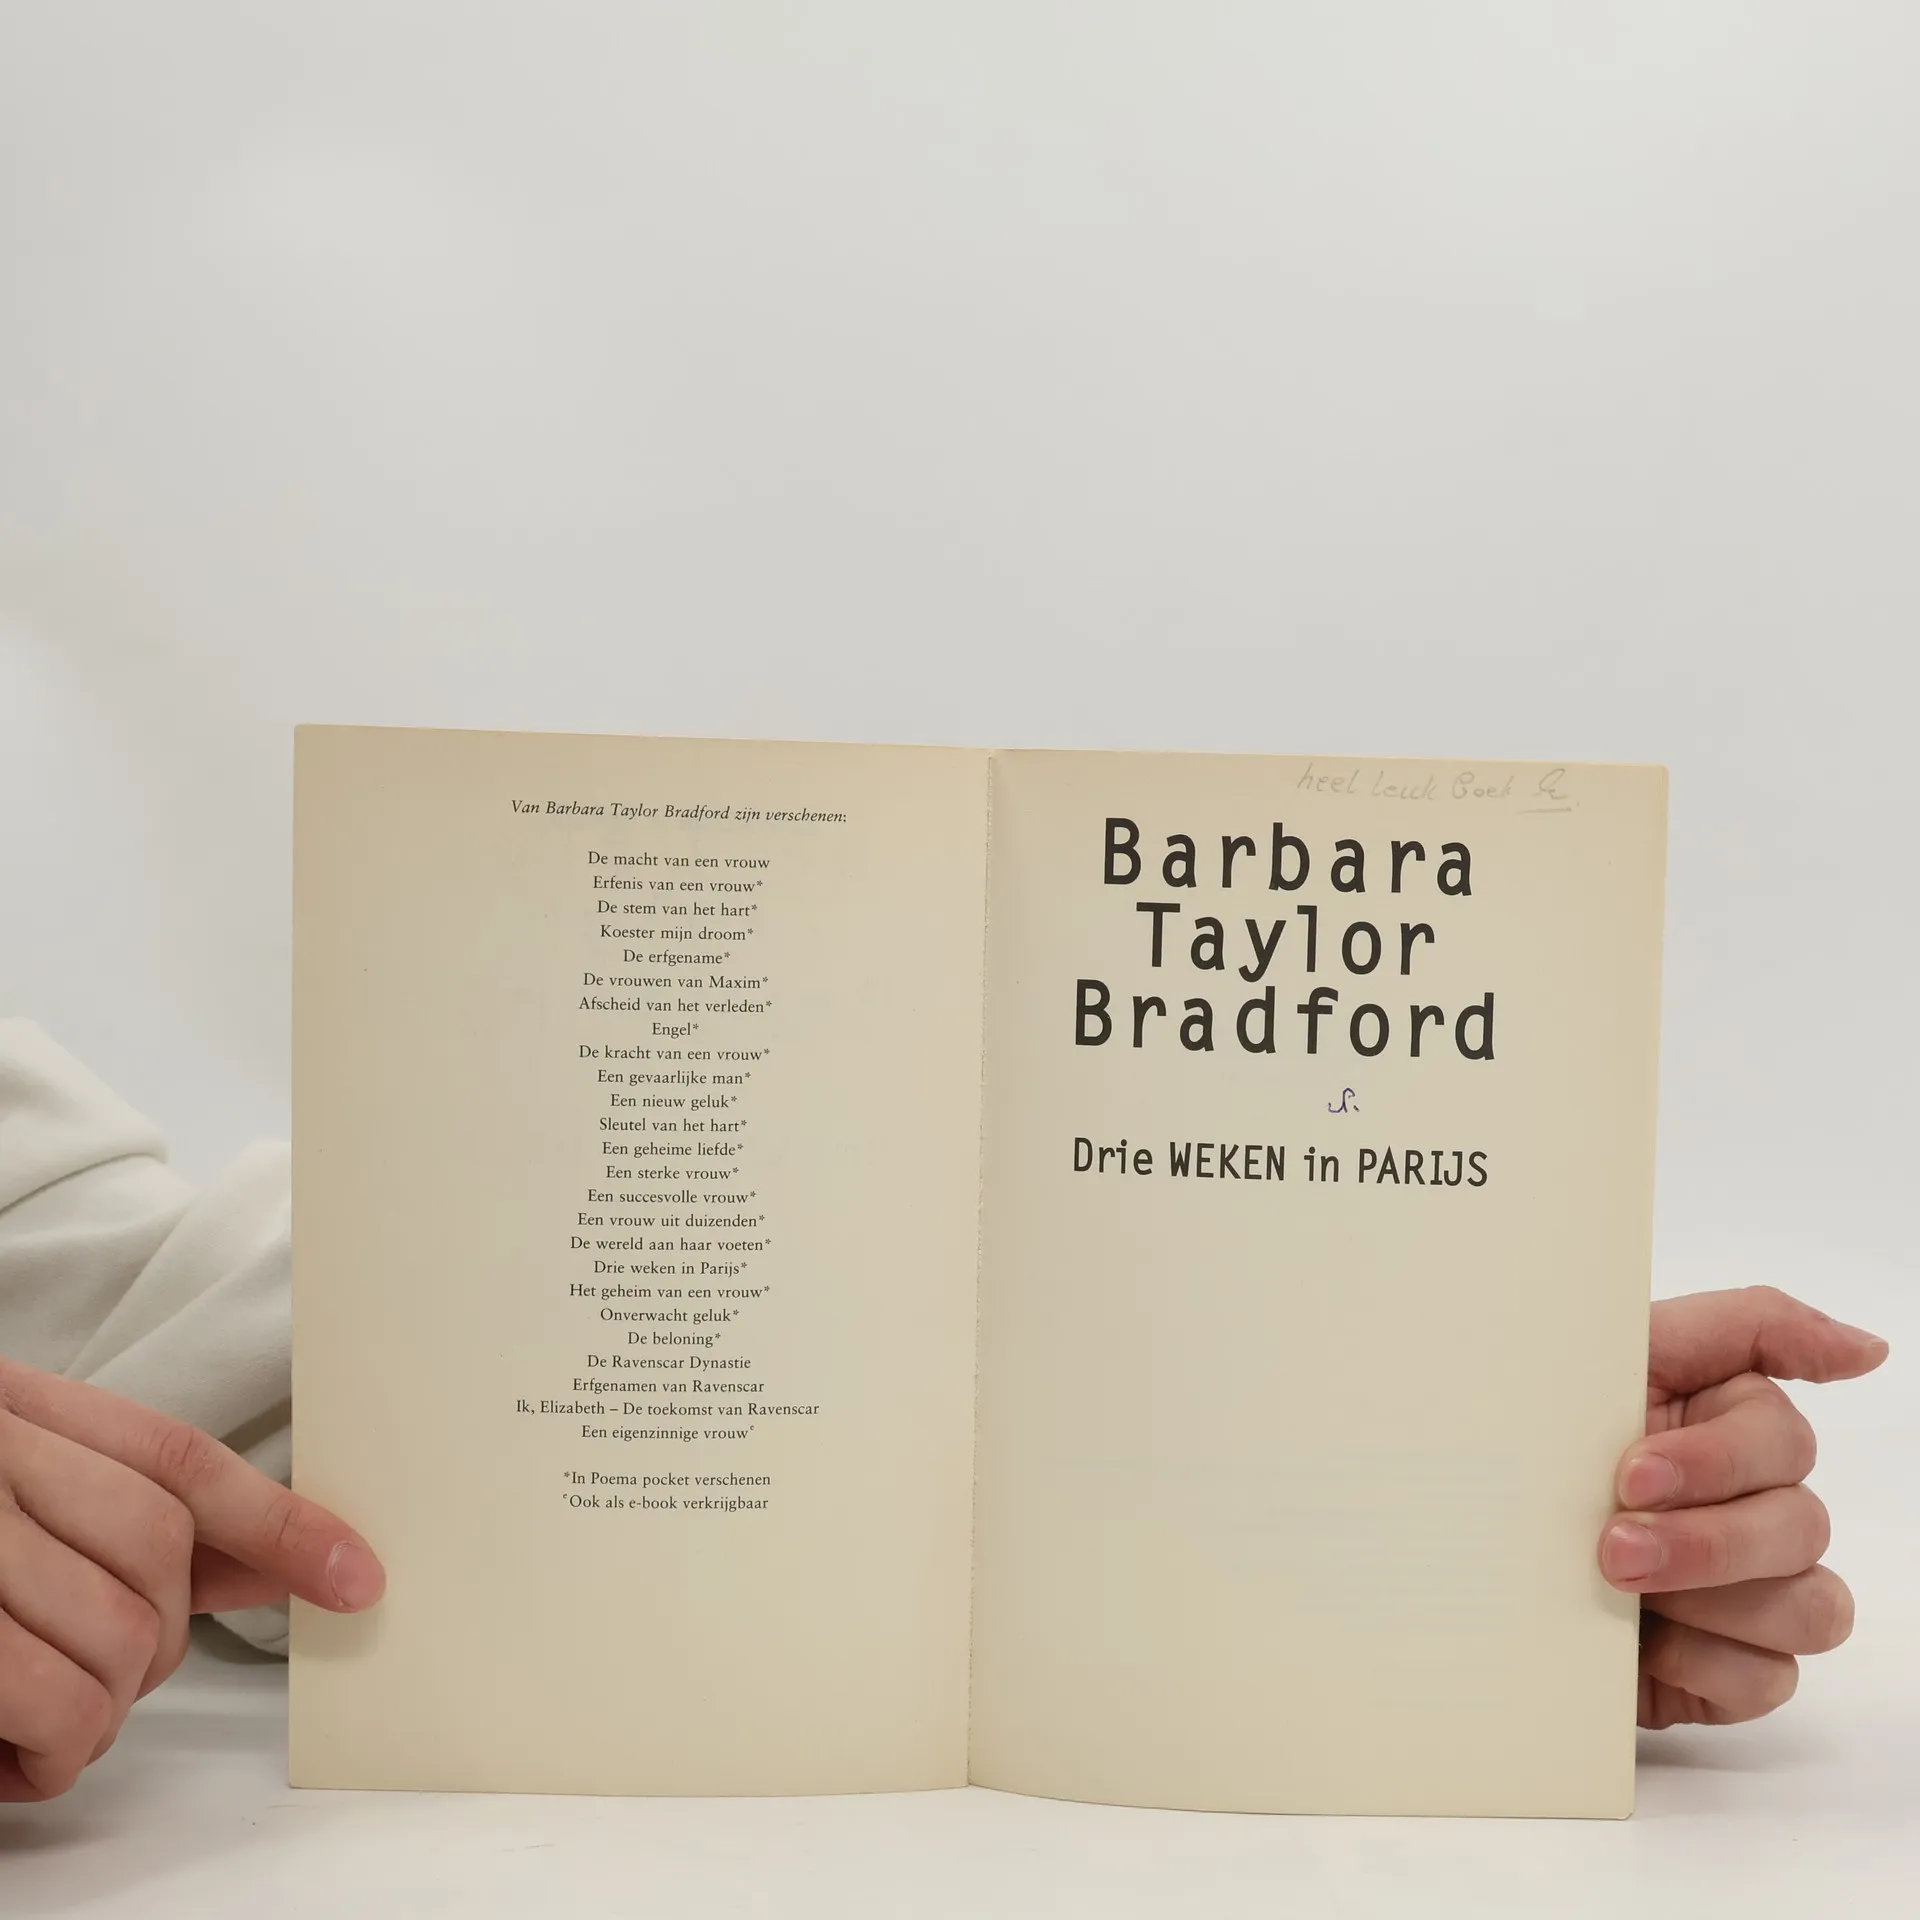 Van Barbara Taylor Bradford zijn verschenen:
De macht van een vrouw
Erfenis van een vrouw*
De stem van het hart*
Koester mijn droom*
De erfgename*
De vrouwen van Maxim*
Afscheid van het verleden*
Engel*
De kracht van een vrouw*
Een gevaarlijke man*
Een nieuw geluk*
Sleutel van het hart*
Een geheime liefde*
Een sterke vrouw*
Een succesvolle vrouw*
Een vrouw uit duizenden*
De wereld aan haar voeten*
Drie weken in Parijs*
Het geheim van een vrouw*
Onverwacht geluk*
De beloning*
De Ravenscar Dynastie
Erfgenamen van Ravenscar
Ik, Elizabeth – De toekomst van Ravenscar
Een eigenzinnige vrouwᵉ
*In Poema pocket verschenen
ᵉOok als e-book verkrijgbaar
heel leuk Boek
Barbara
Taylor
Bradford
Drie WEKEN in PARIJS